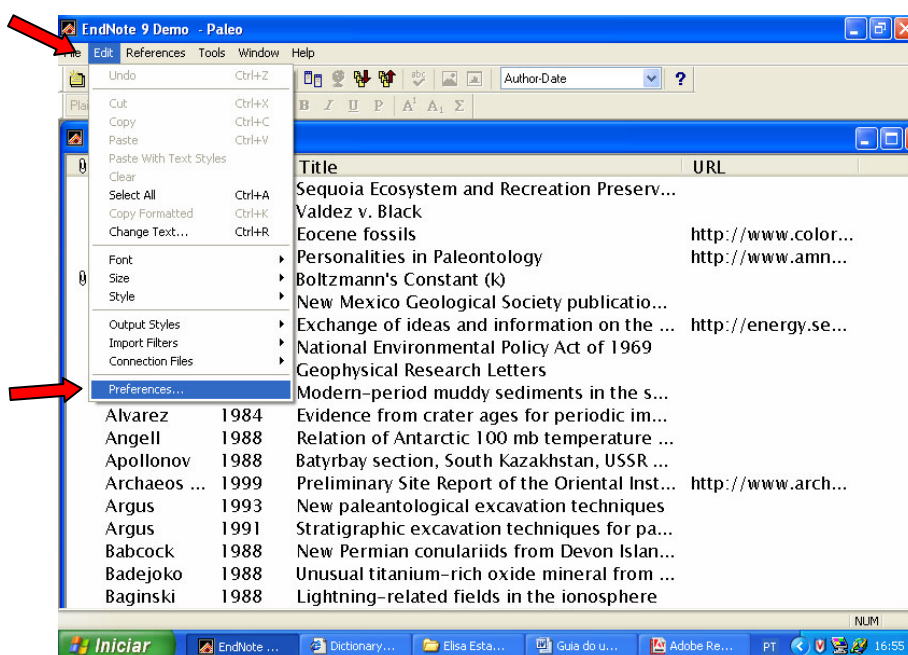 EndNote 9 Demo - Paleo
Edit References Tools Window Help
Author-Date ?
B I U P A¹ A₁ Σ
Undo Ctrl+Z
Cut Ctrl+X
Copy Ctrl+C
Paste Ctrl+V
Paste With Text Styles
Clear
Select All Ctrl+A
Copy Formatted Ctrl+K
Change Text... Ctrl+R
Font
Size
Style
Output Styles
Import Filters
Connection Files
Preferences...
Title URL
Sequoia Ecosystem and Recreation Preserv...
Valdez v. Black
Eocene fossils http://www.color...
Personalities in Paleontology http://www.amn...
Boltzmann's Constant (k)
New Mexico Geological Society publicatio...
Exchange of ideas and information on the ... http://energy.se...
National Environmental Policy Act of 1969
Geophysical Research Letters
Modern-period muddy sediments in the s...
Alvarez 1984 Evidence from crater ages for periodic im...
Angell 1988 Relation of Antarctic 100 mb temperature ...
Apollonov 1988 Batyrbay section, South Kazakhstan, USSR ...
Archaeos ... 1999 Preliminary Site Report of the Oriental Inst... http://www.arch...
Argus 1993 New paleantological excavation techniques
Argus 1991 Stratigraphic excavation techniques for pa...
Babcock 1988 New Permian conulariids from Devon Islan...
Badejoko 1988 Unusual titanium-rich oxide mineral from ...
Baginski 1988 Lightning-related fields in the ionosphere
NUM
Iniciar EndNote ... Dictionary... Elisa Esta... Guia do u... Adobe Re... PT 16:55